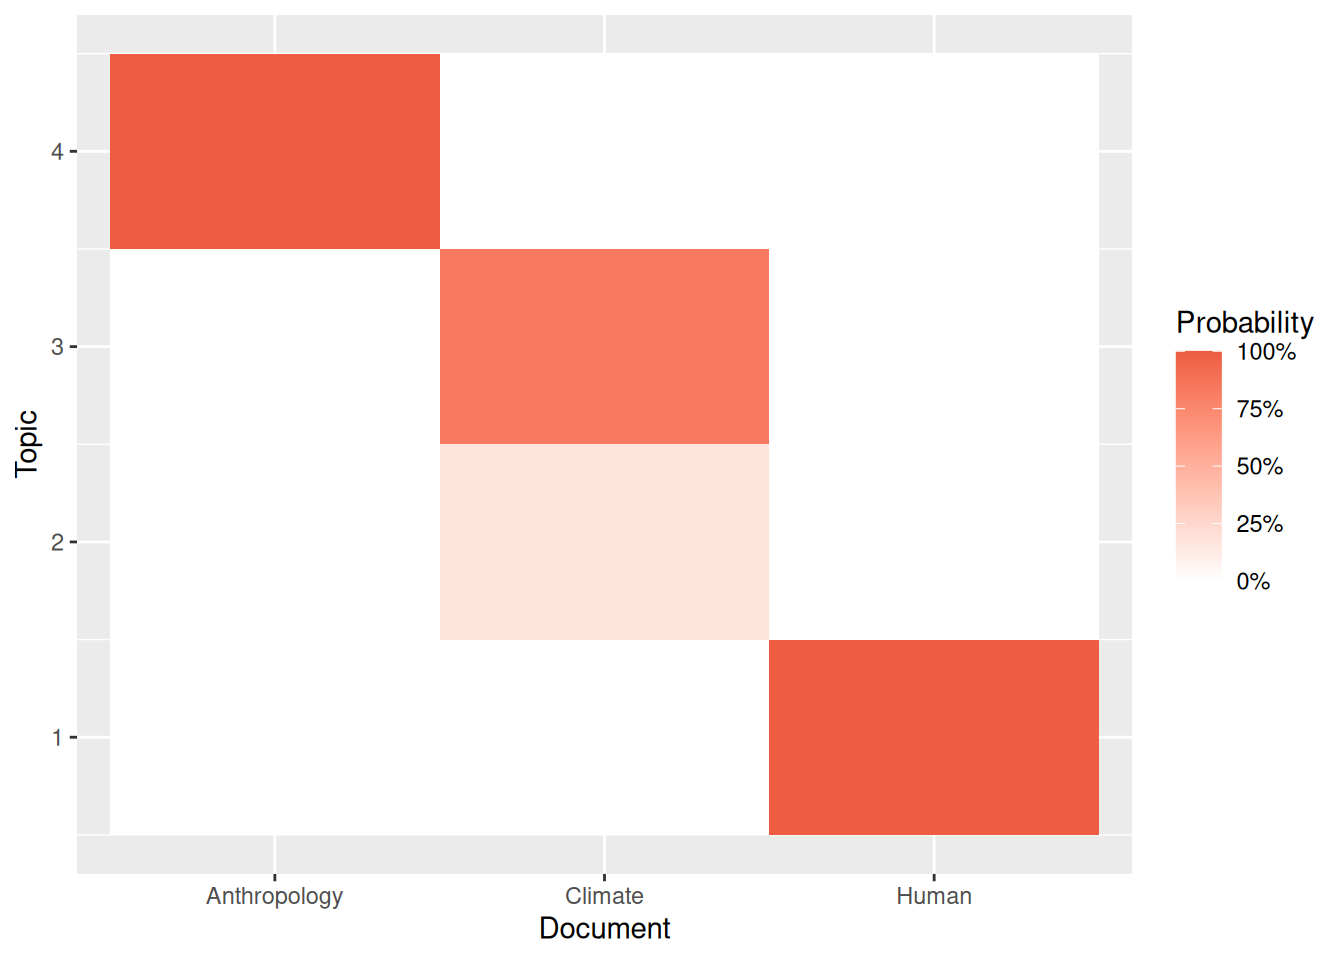 Topic
4
3
2
1
Anthropology
Climate
Human
Document
Probability
100%
75%
50%
25%
0%